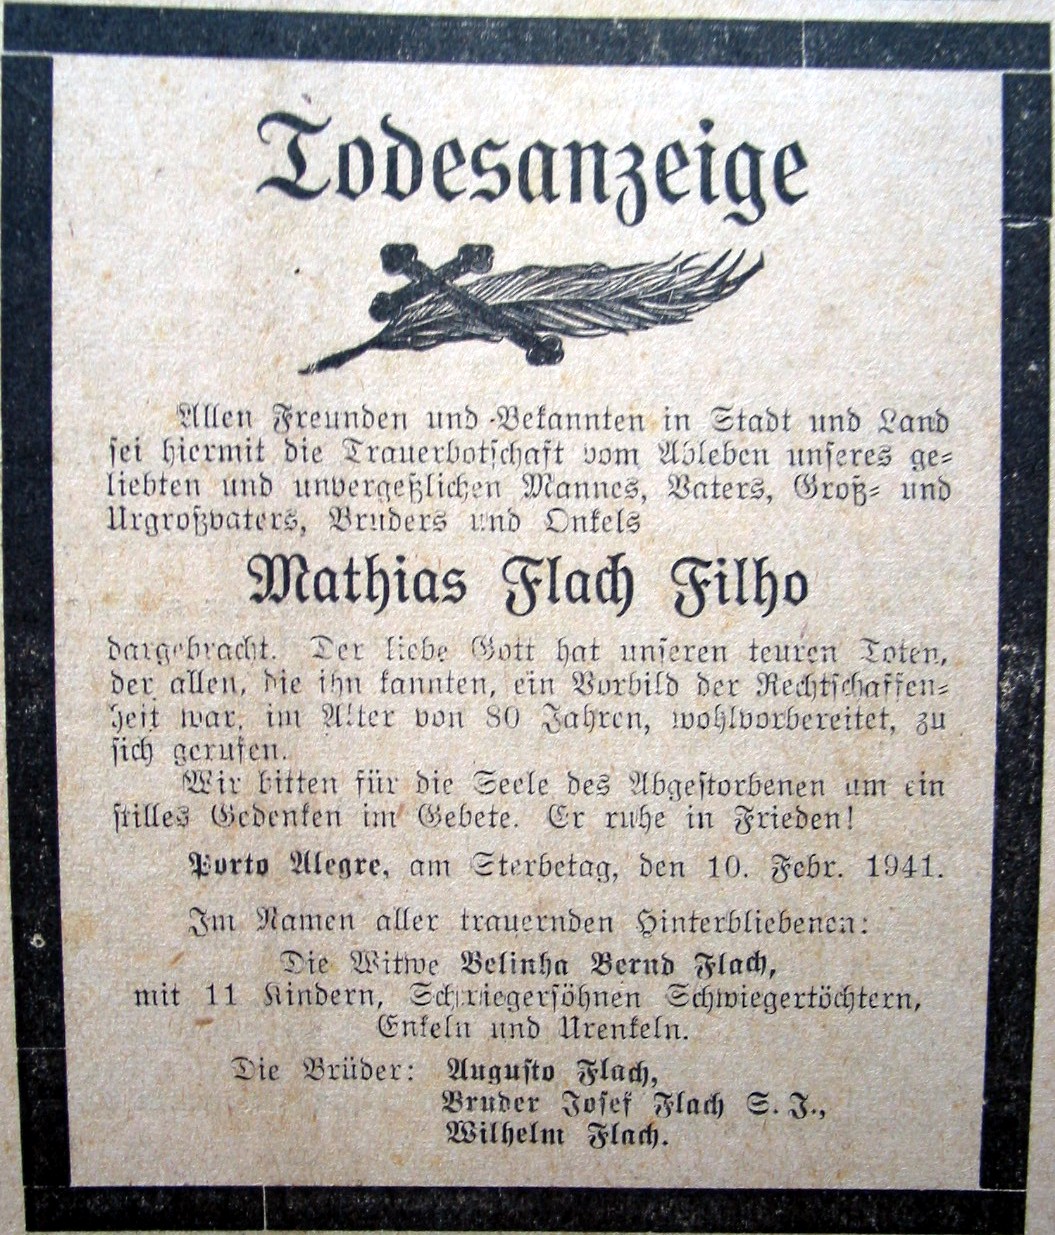 Todesanzeige
Allen Freunden und Bekannten in Stadt und Land
sei hiermit die Trauerbotschaft vom Ableben unseres ge-
liebten und unvergeßlichen Mannes, Vaters, Groß- und
Urgroßvaters, Bruders und Onkels
Mathias Flach Filho
dargebracht. Der liebe Gott hat unseren teuren Toten,
der allen, die ihn kannten, ein Vorbild der Rechtschaffen-
heit war, im Alter von 80 Jahren, wohlvorbereitet, zu
sich gerufen.
Wir bitten für die Seele des Abgestorbenen um ein
stilles Gedenken im Gebete. Er ruhe in Frieden!
Porto Alegre, am Sterbetag, den 10. Febr. 1941.
Im Namen aller trauernden Hinterbliebenen:
Die Witwe Belinha Bernd Flach,
mit 11 Kindern, Schwiegersöhnen Schwiegertöchtern,
Enkeln und Urenkeln.
Die Brüder: Augusto Flach,
Bruder Josef Flach S. J.,
Wilhelm Flach.